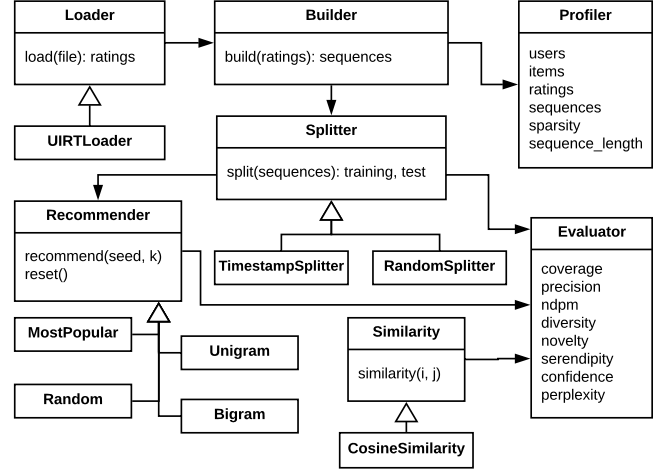 Loader
load(file): ratings
UIRTLoader
Builder
build(ratings): sequences
Profiler
users
items
ratings
sequences
sparsity
sequence_length
Splitter
split(sequences): training, test
TimestampSplitter
RandomSplitter
Recommender
recommend(seed, k)
reset()
MostPopular
Unigram
Random
Bigram
Similarity
similarity(i, j)
CosineSimilarity
Evaluator
coverage
precision
ndpm
diversity
novelty
serendipity
confidence
perplexity